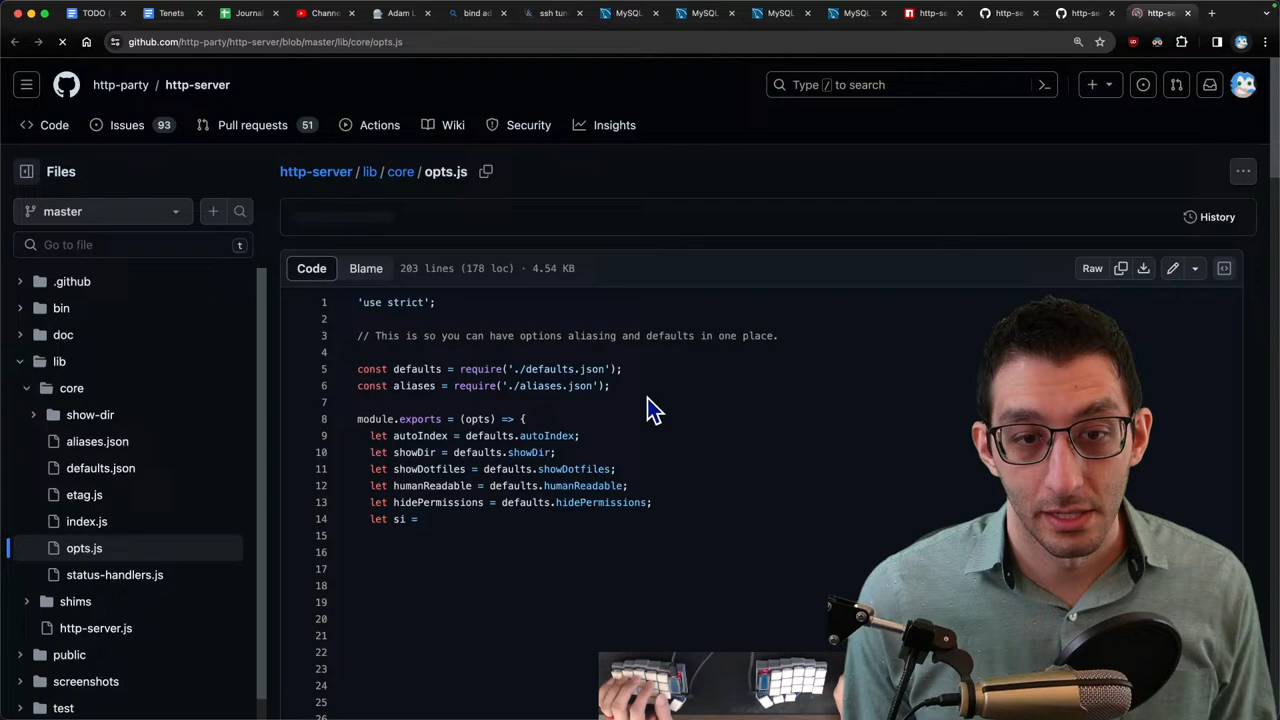 TODO (
Tenets
Journal
Channe
Adam L
bind ad
ssh tun
MySQL
MySQL
MySQL
MySQL
http-se
http-se
http-se
http-se
github.com/http-party/http-server/blob/master/lib/core/opts.js
http-party / http-server
Type / to search
Code
Issues 93
Pull requests 51
Actions
Wiki
Security
Insights
Files
http-server / lib / core / opts.js
master
History
Go to file
t
Code
Blame
203 lines (178 loc) · 4.54 KB
Raw
.github
bin
doc
lib
core
show-dir
aliases.json
defaults.json
etag.js
index.js
opts.js
status-handlers.js
shims
http-server.js
public
screenshots
test
1 'use strict';
2
3 // This is so you can have options aliasing and defaults in one place.
4
5 const defaults = require('./defaults.json');
6 const aliases = require('./aliases.json');
7
8 module.exports = (opts) => {
9 let autoIndex = defaults.autoIndex;
10 let showDir = defaults.showDir;
11 let showDotfiles = defaults.showDotfiles;
12 let humanReadable = defaults.humanReadable;
13 let hidePermissions = defaults.hidePermissions;
14 let si =
15
16
17
18
19
20
21
22
23
24
25
26